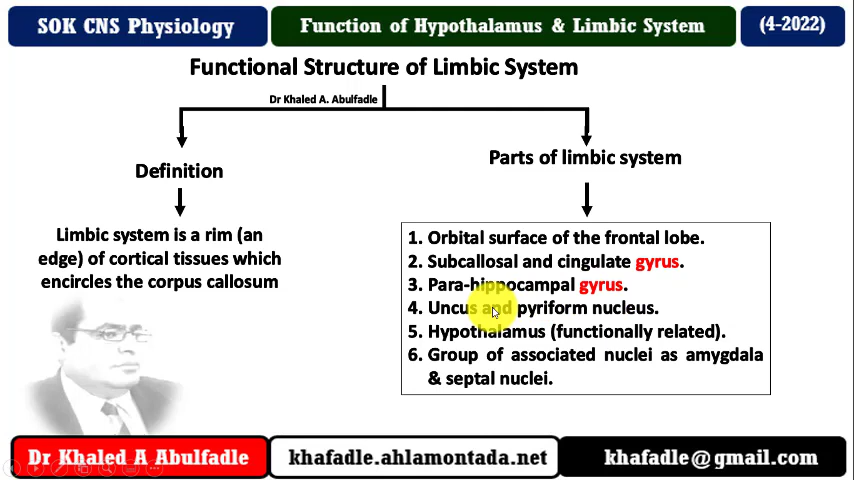 SOK CNS Physiology
Function of Hypothalamus & Limbic System
(4-2022)
Functional Structure of Limbic System
Dr Khaled A. Abulfadle
Definition
Limbic system is a rim (an
edge) of cortical tissues which
encircles the corpus callosum
Parts of limbic system
1. Orbital surface of the frontal lobe.
2. Subcallosal and cingulate gyrus.
3. Para-hippocampal gyrus.
4. Uncus and pyriform nucleus.
5. Hypothalamus (functionally related).
6. Group of associated nuclei as amygdala
& septal nuclei.
Dr Khaled A Abulfadle
khafadle.ahlamontada.net
khafadle@gmail.com